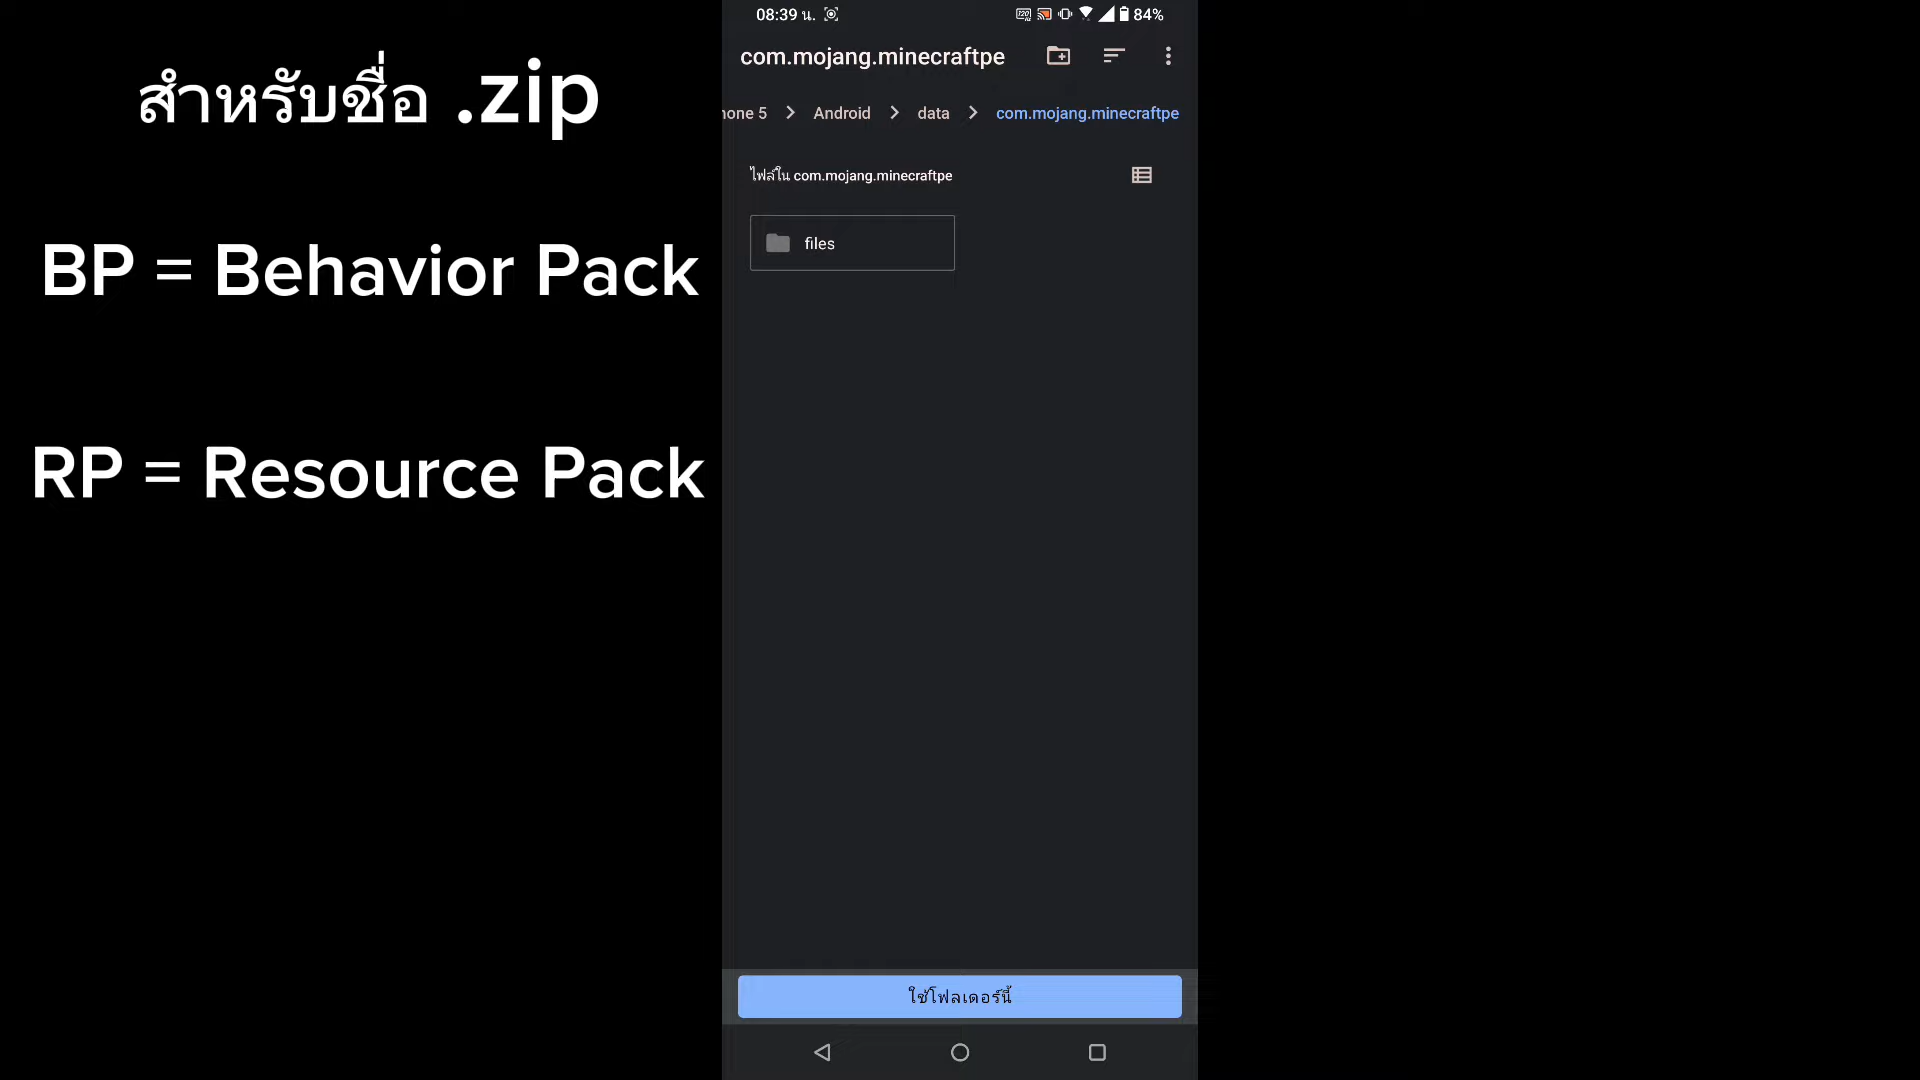 สำหรับชื่อ .zip
BP = Behavior Pack
RP = Resource Pack
08:39 น.
84%
com.mojang.minecraftpe
hone 5 > Android > data > com.mojang.minecraftpe
ไฟล์ใน com.mojang.minecraftpe
files
ใช้โฟลเดอร์นี้